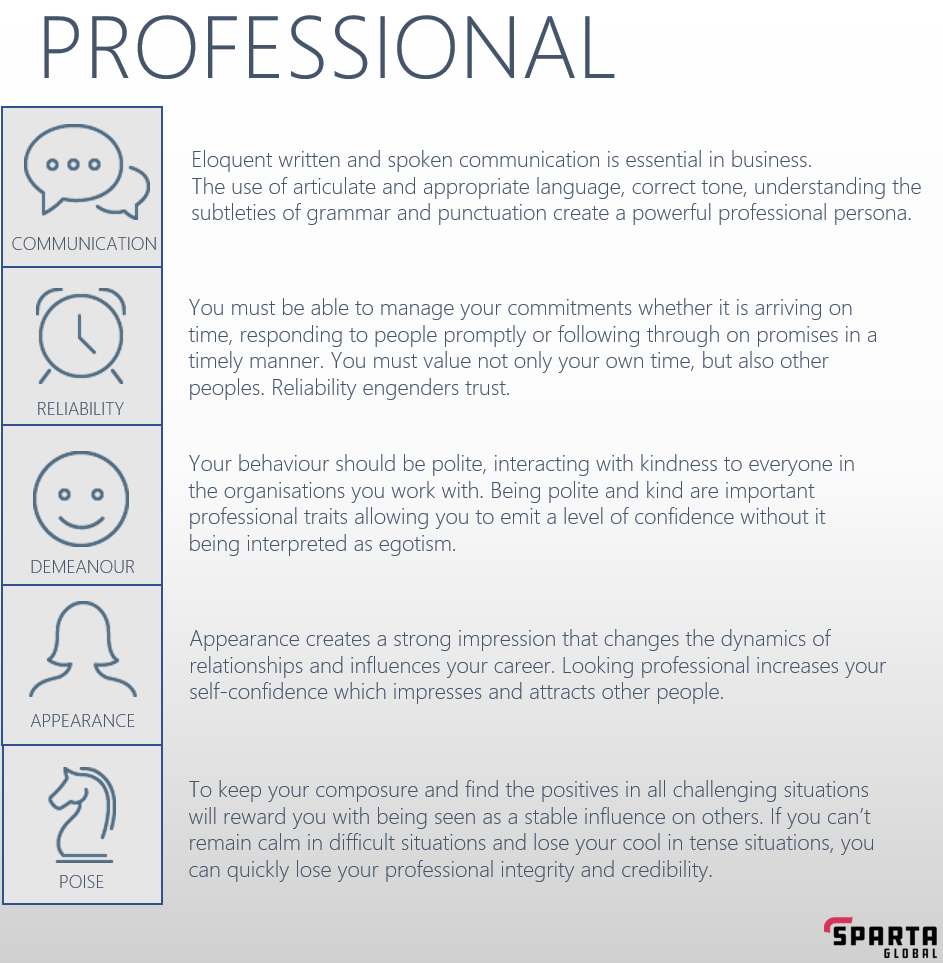 PROFESSIONAL
COMMUNICATION
Eloquent written and spoken communication is essential in business.
The use of articulate and appropriate language, correct tone, understanding the
subtleties of grammar and punctuation create a powerful professional persona.
RELIABILITY
You must be able to manage your commitments whether it is arriving on
time, responding to people promptly or following through on promises in a
timely manner. You must value not only your own time, but also other
peoples. Reliability engenders trust.
DEMEANOUR
Your behaviour should be polite, interacting with kindness to everyone in
the organisations you work with. Being polite and kind are important
professional traits allowing you to emit a level of confidence without it
being interpreted as egotism.
APPEARANCE
Appearance creates a strong impression that changes the dynamics of
relationships and influences your career. Looking professional increases your
self-confidence which impresses and attracts other people.
POISE
To keep your composure and find the positives in all challenging situations
will reward you with being seen as a stable influence on others. If you can’t
remain calm in difficult situations and lose your cool in tense situations, you
can quickly lose your professional integrity and credibility.
SPARTA
GLOBAL